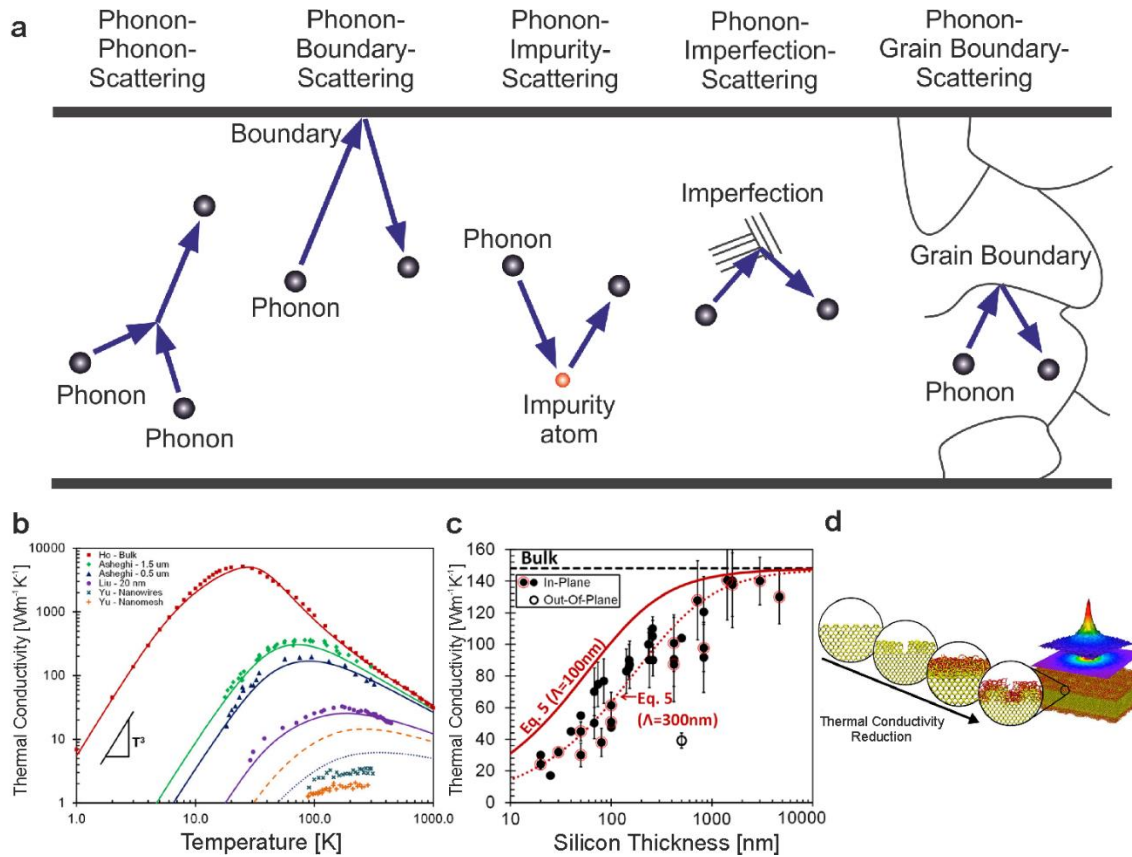 a
Phonon-
Phonon-
Scattering
Phonon-
Boundary-
Scattering
Phonon-
Impurity-
Scattering
Phonon-
Imperfection-
Scattering
Phonon-
Grain Boundary-
Scattering
Phonon
Phonon
Boundary
Phonon
Phonon
Impurity
atom
Imperfection
Grain Boundary
Phonon
b
Thermal Conductivity [Wm⁻¹K⁻¹]
10000
1000
100
10
1
Ho - Bulk
Asheghi - 1.5 um
Asheghi - 0.5 um
Liu - 20 nm
Yu - Nanowires
Yu - Nanomesh
T³
1.0
10.0
100.0
1000.0
Temperature [K]
c
Thermal Conductivity [Wm⁻¹K⁻¹]
160
140
120
100
80
60
40
20
0
Bulk
In-Plane
Out-Of-Plane
Eq. 5 (Λ=100nm)
Eq. 5
(Λ=300nm)
10
100
1000
10000
Silicon Thickness [nm]
d
Thermal Conductivity
Reduction